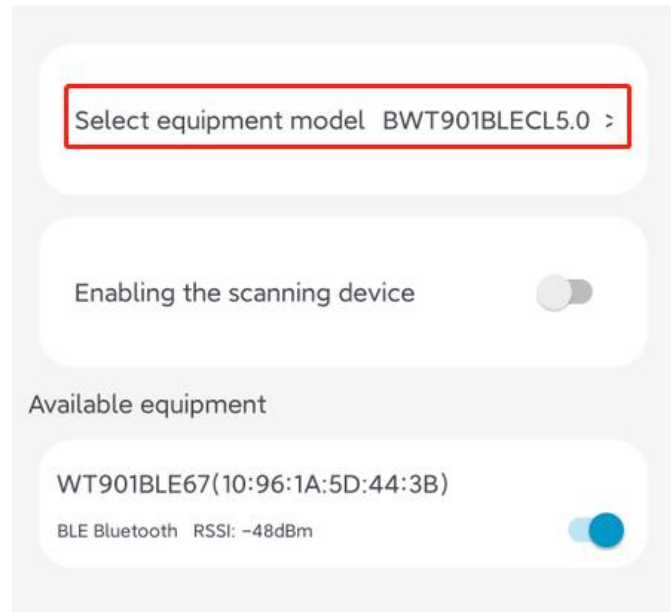 Select equipment model BWT901BLECL5.0 >
Enabling the scanning device
Available equipment
WT901BLE67(10:96:1A:5D:44:3B)
BLE Bluetooth RSSI: -48dBm